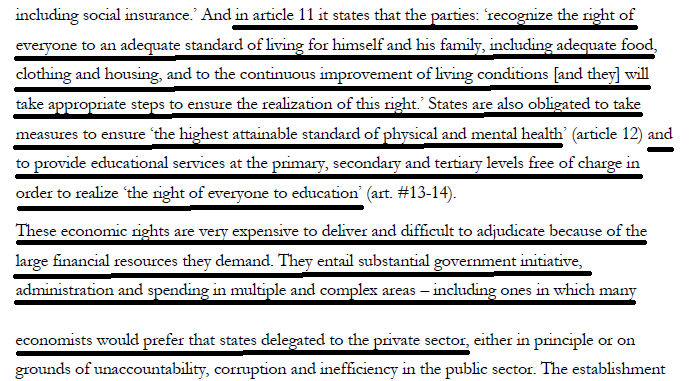 including social insurance.’ And in article 11 it states that the parties: ‘recognize the right of
everyone to an adequate standard of living for himself and his family, including adequate food,
clothing and housing, and to the continuous improvement of living conditions [and they] will
take appropriate steps to ensure the realization of this right.’ States are also obligated to take
measures to ensure ‘the highest attainable standard of physical and mental health’ (article 12) and
to provide educational services at the primary, secondary and tertiary levels free of charge in
order to realize ‘the right of everyone to education’ (art. #13-14).
These economic rights are very expensive to deliver and difficult to adjudicate because of the
large financial resources they demand. They entail substantial government initiative,
administration and spending in multiple and complex areas – including ones in which many
economists would prefer that states delegated to the private sector, either in principle or on
grounds of unaccountability, corruption and inefficiency in the public sector. The establishment